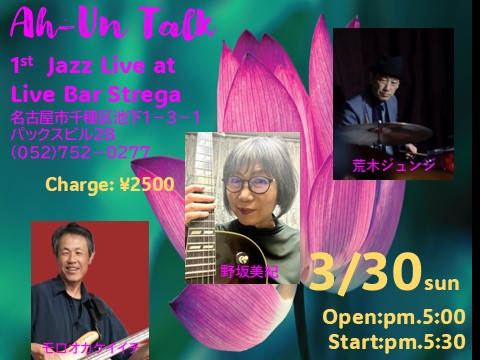 Ah-Un Talk
1st Jazz Live at
Live Bar Strega
名古屋市千種区池下1-3-1
パックスビル2B
(052)752-0277
Charge: ¥2500
荒木ジュンジ
野坂美紀
モロオカケイイチ
3/30sun
Open:pm.5:00
Start:pm.5:30